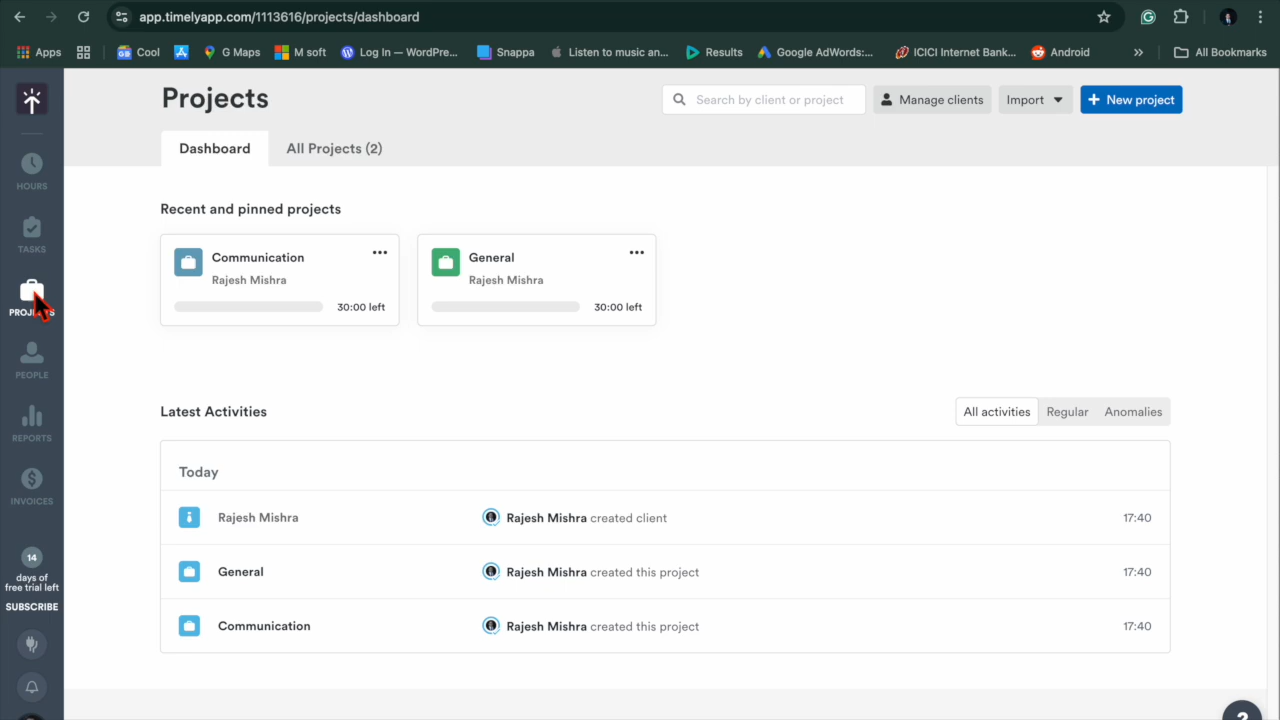 app.timelyapp.com/1113616/projects/dashboard
Apps
Cool
G Maps
M soft
Log In — WordPre...
Snappa
Listen to music an...
Results
Google AdWords:...
ICICI Internet Bank...
Android
»
All Bookmarks
Projects
Search by client or project
Manage clients
Import
+ New project
Dashboard
All Projects (2)
HOURS
TASKS
PROJECTS
PEOPLE
REPORTS
INVOICES
14
days of
free trial left
SUBSCRIBE
Recent and pinned projects
Communication
Rajesh Mishra
30:00 left
General
Rajesh Mishra
30:00 left
Latest Activities
All activities
Regular
Anomalies
Today
Rajesh Mishra
Rajesh Mishra created client
17:40
General
Rajesh Mishra created this project
17:40
Communication
Rajesh Mishra created this project
17:40
?